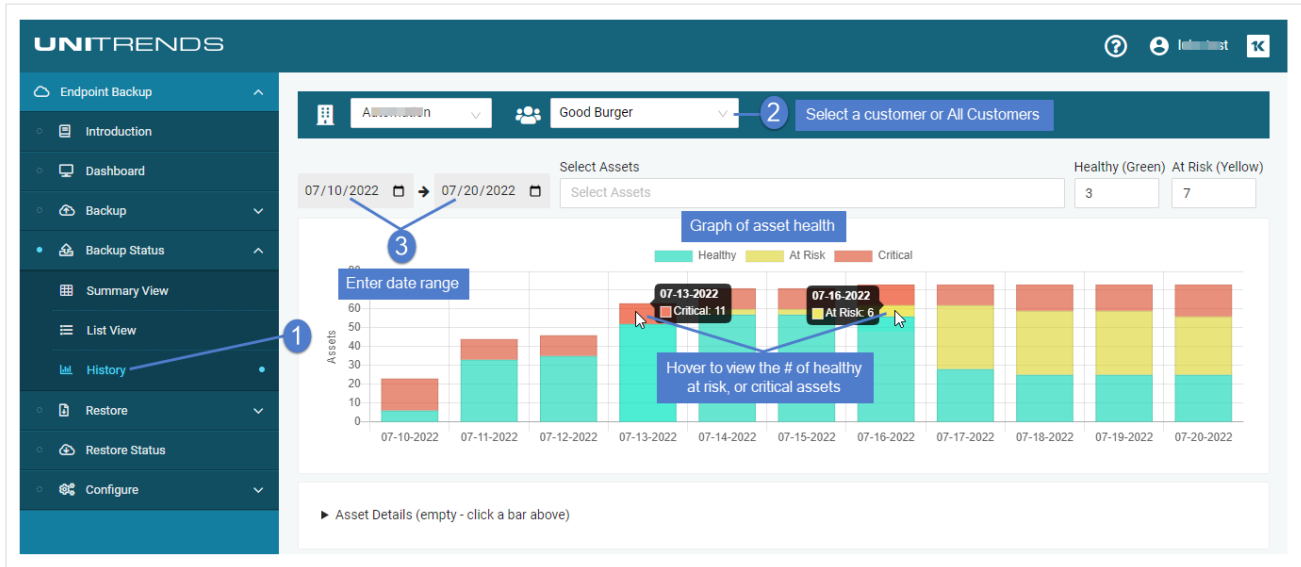 UNITRENDS
Endpoint Backup
Introduction
Dashboard
Backup
Backup Status
Summary View
List View
History
Restore
Restore Status
Configure
Good Burger
2
Select a customer or All Customers
Select Assets
Healthy (Green) At Risk (Yellow)
07/10/2022 07/20/2022
Select Assets
3
7
3
Enter date range
Graph of asset health
Healthy At Risk Critical
07-13-2022
Critical: 11
07-16-2022
At Risk: 6
Hover to view the # of healthy
at risk, or critical assets
1
Assets
60
50
40
30
20
10
0
07-10-2022 07-11-2022 07-12-2022 07-13-2022 07-14-2022 07-15-2022 07-16-2022 07-17-2022 07-18-2022 07-19-2022 07-20-2022
Asset Details (empty - click a bar above)